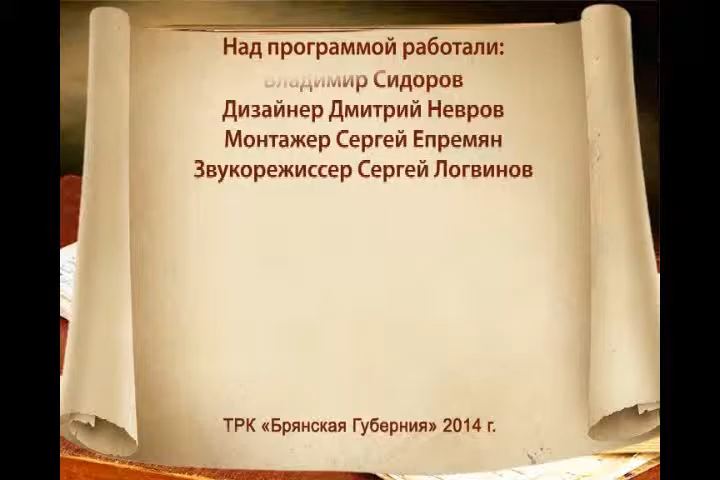 Над программой работали:
Владимир Сидоров
Дизайнер Дмитрий Невров
Монтажер Сергей Епремян
Звукорежиссер Сергей Логвинов
ТРК «Брянская Губерния» 2014 г.